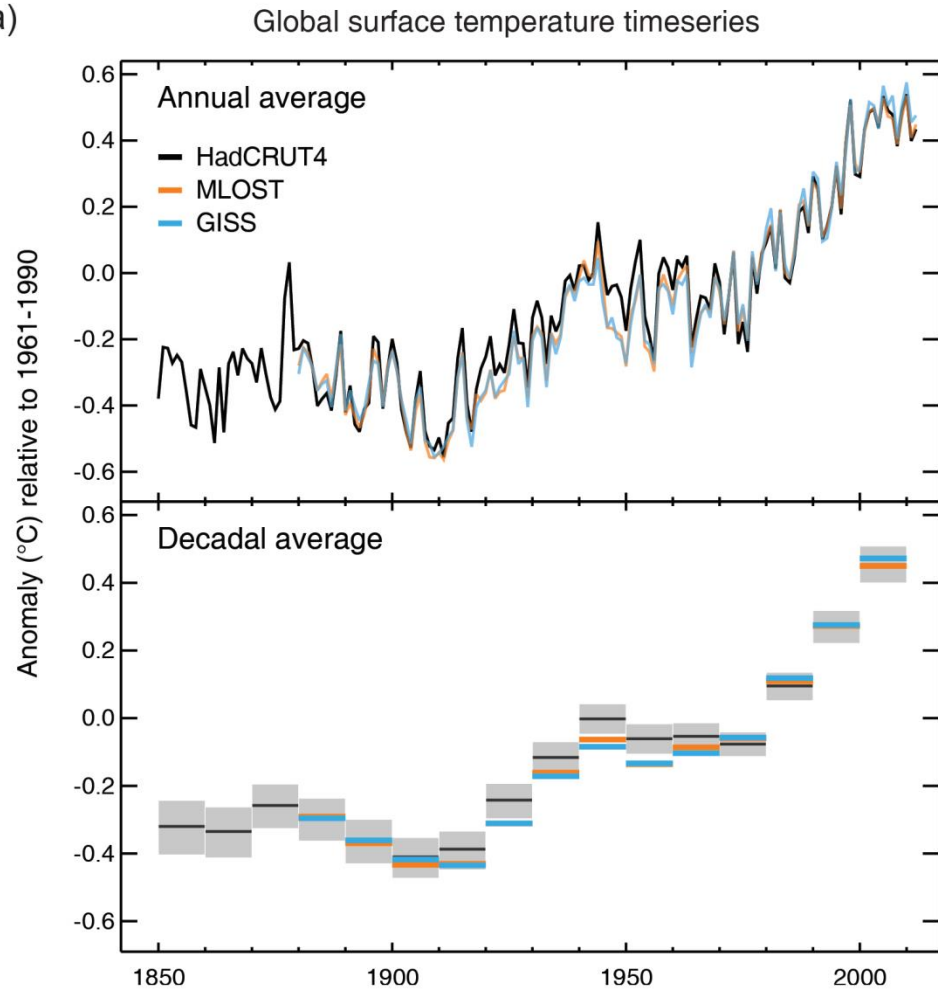 a)
Global surface temperature timeseries
Anomaly (°C) relative to 1961-1990
0.6
Annual average
HadCRUT4
MLOST
GISS
0.4
0.2
0.0
-0.2
-0.4
-0.6
0.6
Decadal average
0.4
0.2
0.0
-0.2
-0.4
-0.6
1850
1900
1950
2000